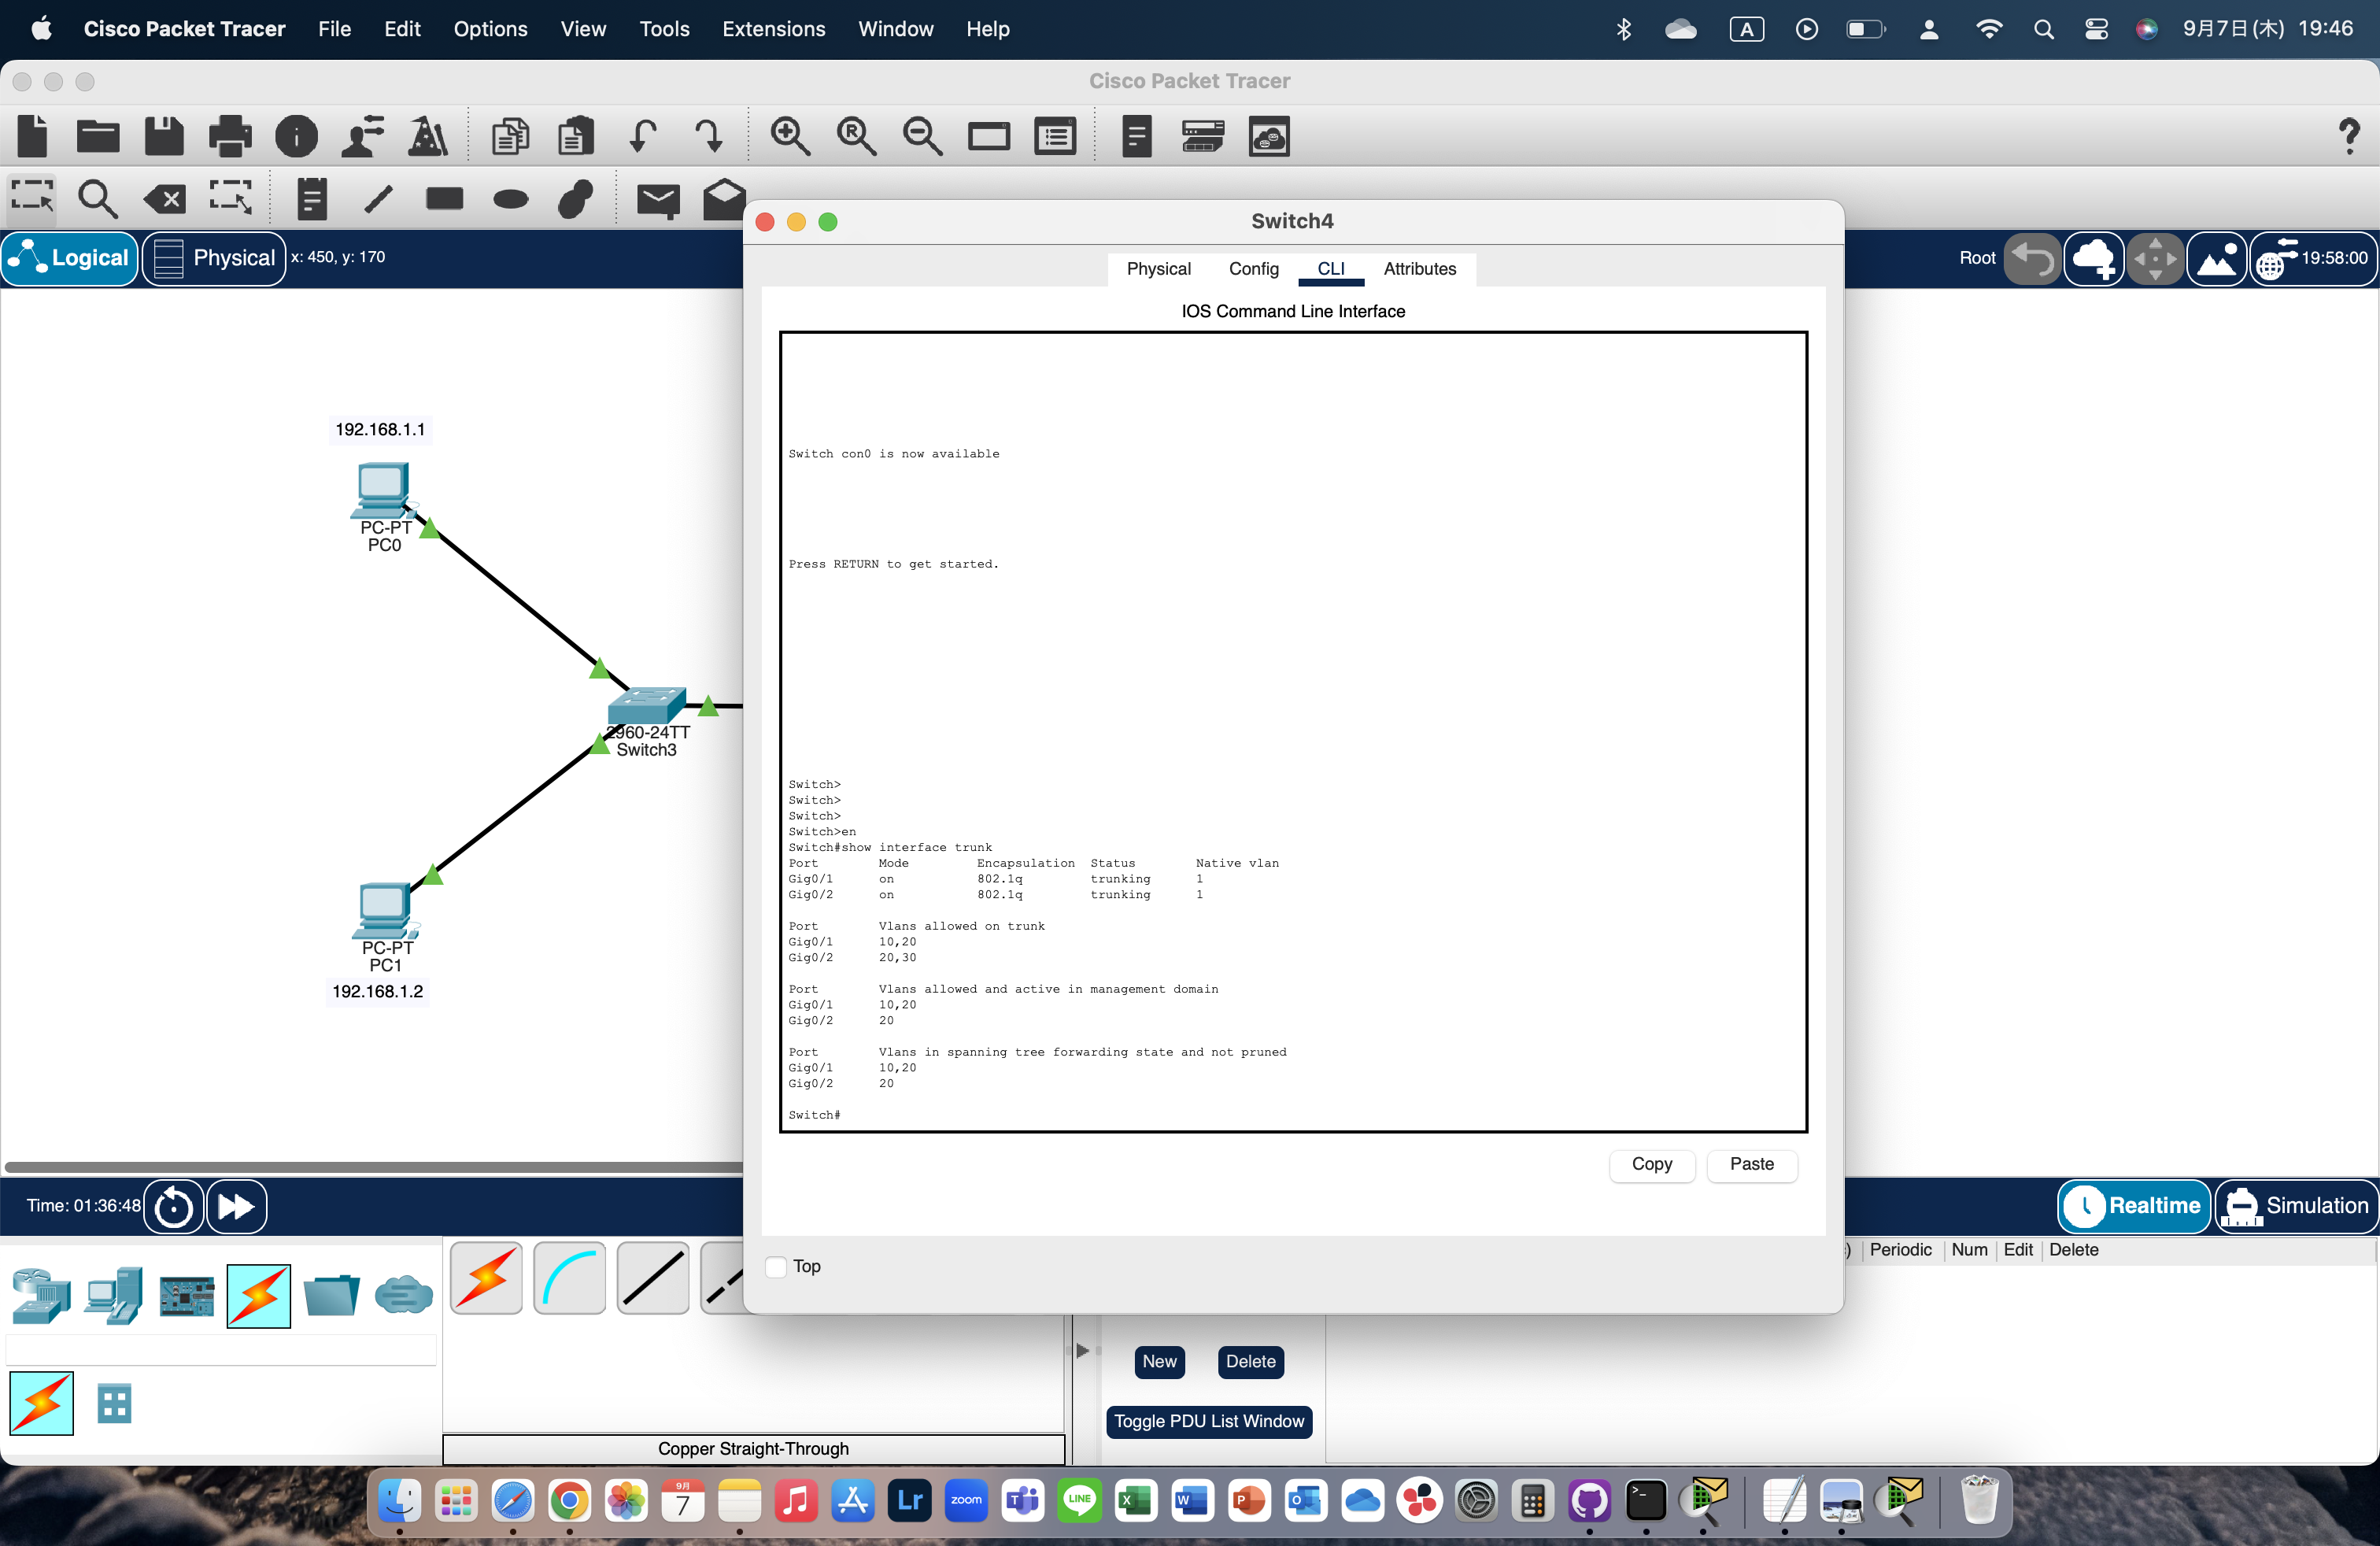 Cisco Packet Tracer File Edit Options View Tools Extensions Window Help A 9月7日(木) 19:46
Cisco Packet Tracer
Logical Physical x: 450, y: 170 Root 19:58:00
Switch4
Physical Config CLI Attributes
IOS Command Line Interface
Switch con0 is now available
Press RETURN to get started.
Switch>
Switch>
Switch>
Switch>en
Switch#show interface trunk
Port Mode Encapsulation Status Native vlan
Gig0/1 on 802.1q trunking 1
Gig0/2 on 802.1q trunking 1
Port Vlans allowed on trunk
Gig0/1 10,20
Gig0/2 20,30
Port Vlans allowed and active in management domain
Gig0/1 10,20
Gig0/2 20
Port Vlans in spanning tree forwarding state and not pruned
Gig0/1 10,20
Gig0/2 20
Switch#
Copy Paste
Top
192.168.1.1
PC-PT
PC0
2960-24TT
Switch3
PC-PT
PC1
192.168.1.2
Time: 01:36:48 Realtime Simulation
) Periodic Num Edit Delete
New Delete
Toggle PDU List Window
Copper Straight-Through
9月
7
Lr
zoom
T
LINE
X
W
P
O